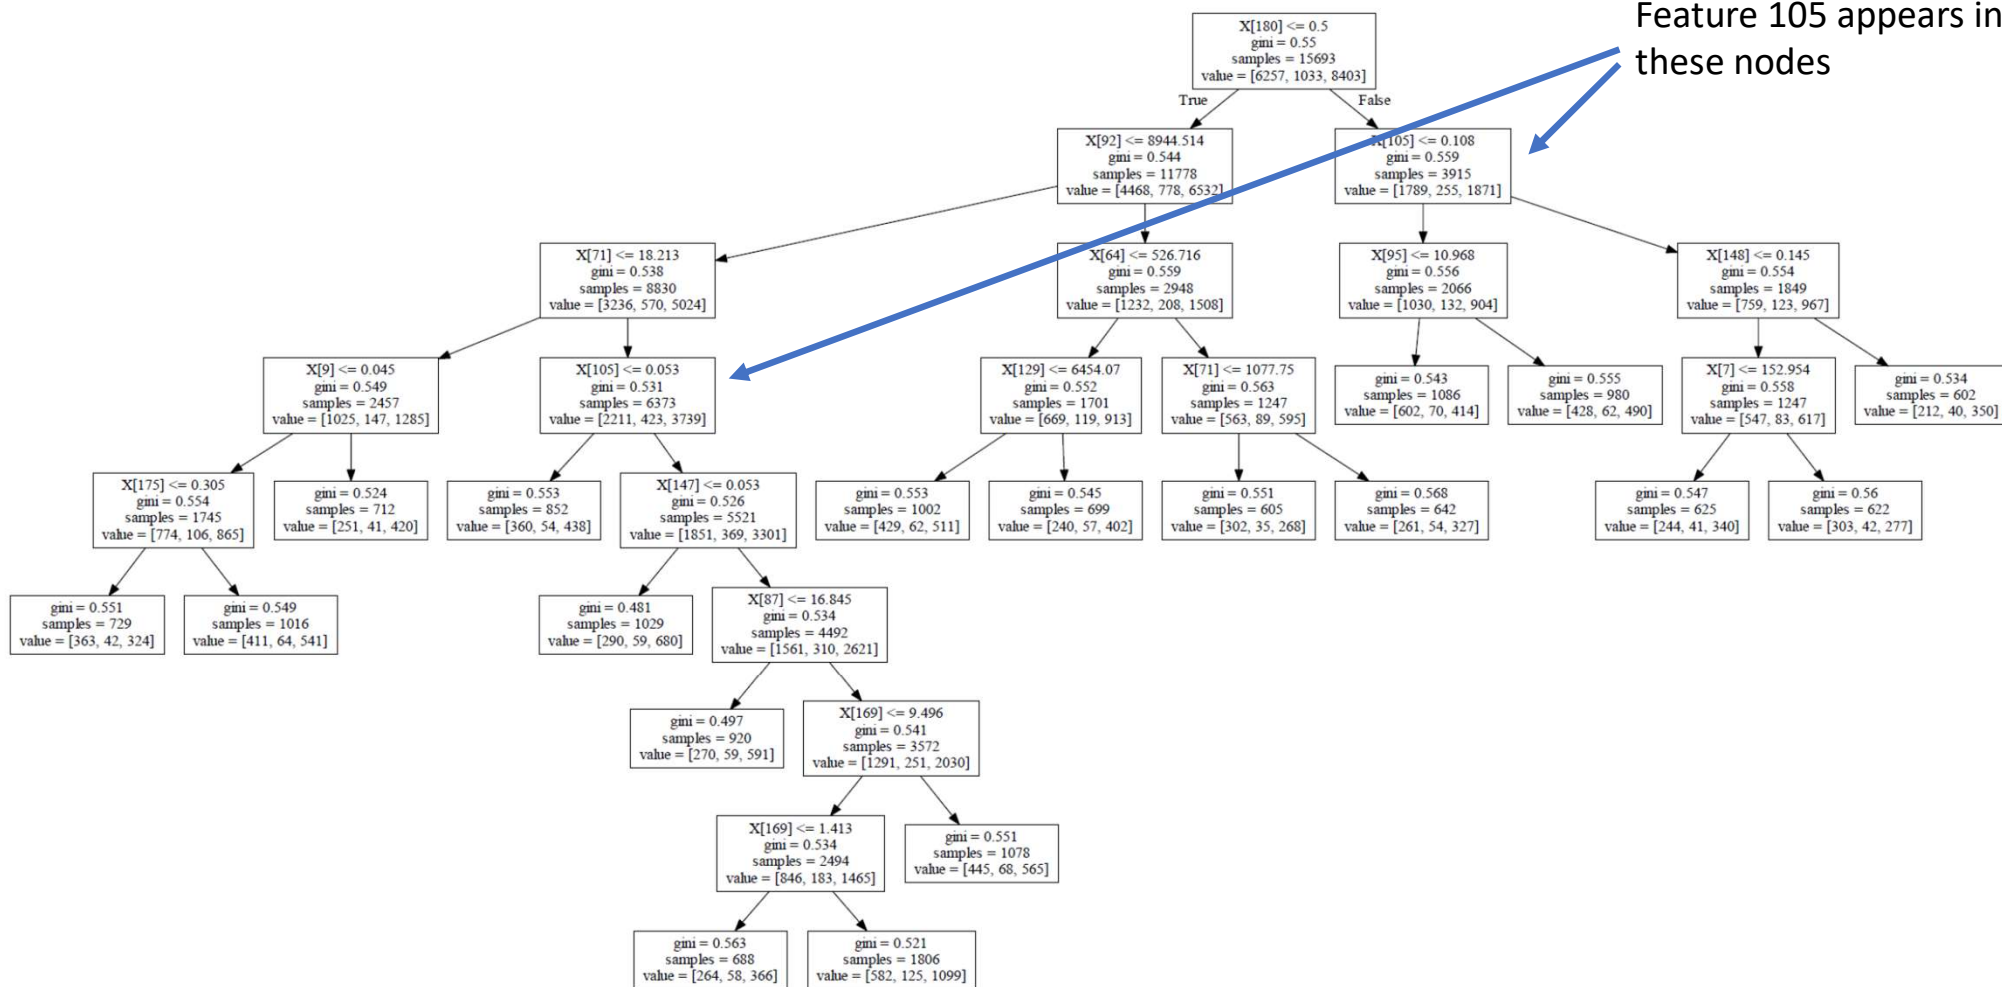 Feature 105 appears in
these nodes
X[180] <= 0.5
gini = 0.55
samples = 15693
value = [6257, 1033, 8403]
True
False
X[92] <= 8944.514
gini = 0.544
samples = 11778
value = [4468, 778, 6532]
X[105] <= 0.108
gini = 0.559
samples = 3915
value = [1789, 255, 1871]
X[71] <= 18.213
gini = 0.538
samples = 8830
value = [3236, 570, 5024]
X[64] <= 526.716
gini = 0.559
samples = 2948
value = [1232, 208, 1508]
X[95] <= 10.968
gini = 0.556
samples = 2066
value = [1030, 132, 904]
X[148] <= 0.145
gini = 0.554
samples = 1849
value = [759, 123, 967]
X[9] <= 0.045
gini = 0.549
samples = 2457
value = [1025, 147, 1285]
X[105] <= 0.053
gini = 0.531
samples = 6373
value = [2211, 423, 3739]
X[129] <= 6454.07
gini = 0.552
samples = 1701
value = [669, 119, 913]
X[71] <= 1077.75
gini = 0.563
samples = 1247
value = [563, 89, 595]
gini = 0.543
samples = 1086
value = [602, 70, 414]
gini = 0.555
samples = 980
value = [428, 62, 490]
X[7] <= 152.954
gini = 0.558
samples = 1247
value = [547, 83, 617]
gini = 0.534
samples = 602
value = [212, 40, 350]
X[175] <= 0.305
gini = 0.554
samples = 1745
value = [774, 106, 865]
gini = 0.524
samples = 712
value = [251, 41, 420]
gini = 0.553
samples = 852
value = [360, 54, 438]
X[147] <= 0.053
gini = 0.526
samples = 5521
value = [1851, 369, 3301]
gini = 0.553
samples = 1002
value = [429, 62, 511]
gini = 0.545
samples = 699
value = [240, 57, 402]
gini = 0.551
samples = 605
value = [302, 35, 268]
gini = 0.568
samples = 642
value = [261, 54, 327]
gini = 0.547
samples = 625
value = [244, 41, 340]
gini = 0.56
samples = 622
value = [303, 42, 277]
gini = 0.551
samples = 729
value = [363, 42, 324]
gini = 0.549
samples = 1016
value = [411, 64, 541]
gini = 0.481
samples = 1029
value = [290, 59, 680]
X[87] <= 16.845
gini = 0.534
samples = 4492
value = [1561, 310, 2621]
gini = 0.497
samples = 920
value = [270, 59, 591]
X[169] <= 9.496
gini = 0.541
samples = 3572
value = [1291, 251, 2030]
X[169] <= 1.413
gini = 0.534
samples = 2494
value = [846, 183, 1465]
gini = 0.551
samples = 1078
value = [445, 68, 565]
gini = 0.563
samples = 688
value = [264, 58, 366]
gini = 0.521
samples = 1806
value = [582, 125, 1099]